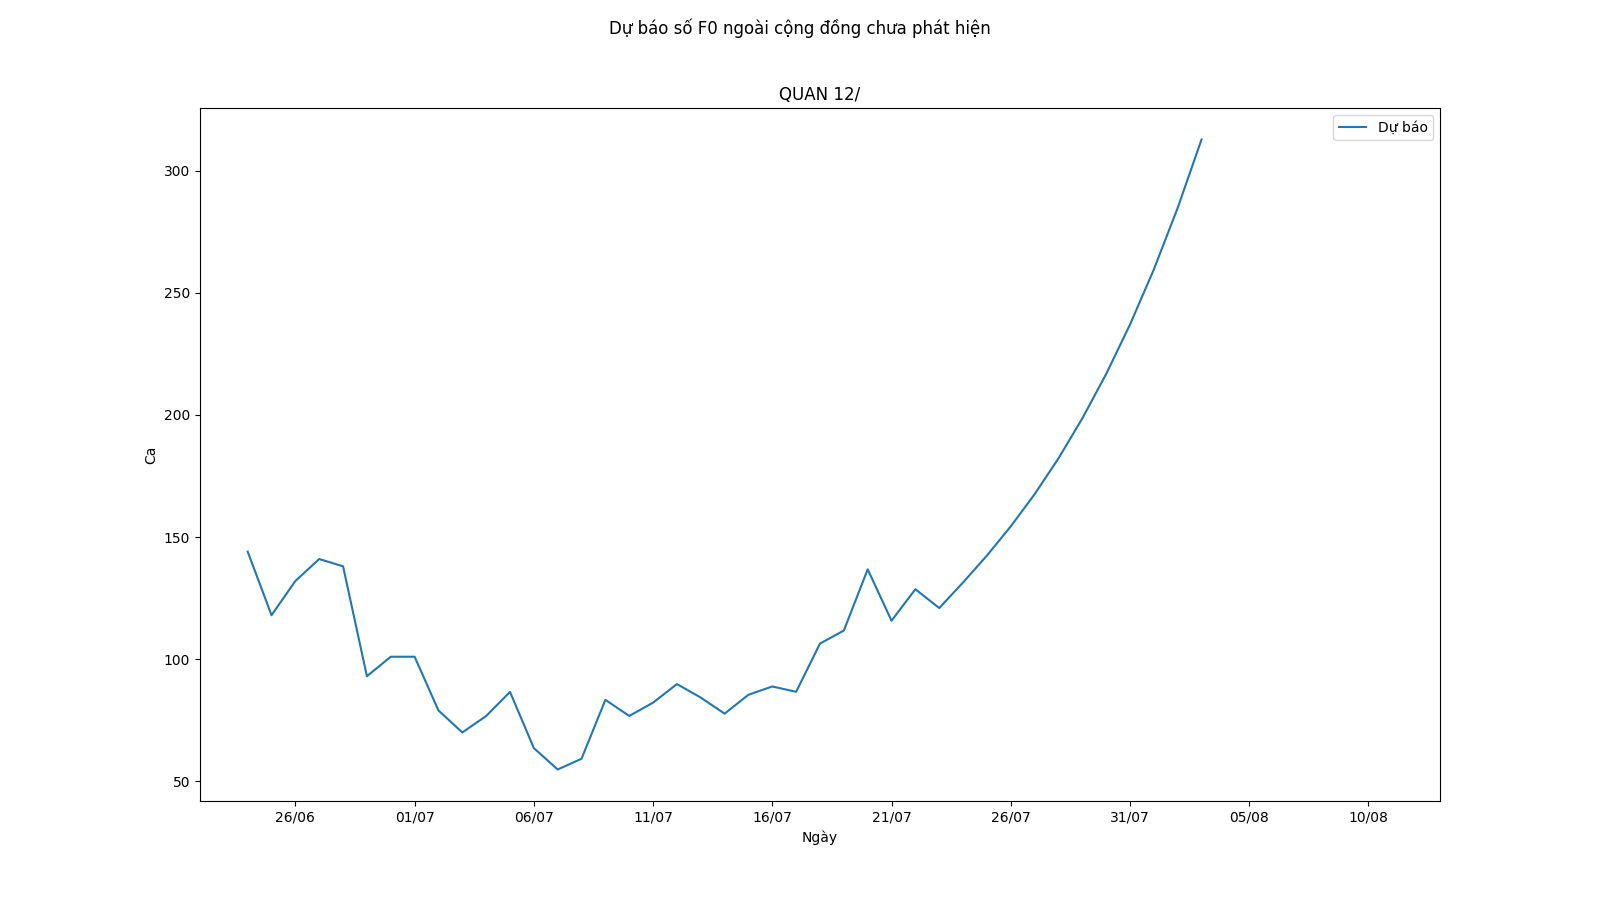 Dự báo số F0 ngoài cộng đồng chưa phát hiện
QUAN 12/
Dự báo
300
250
200
150
100
50
Ca
26/06 01/07 06/07 11/07 16/07 21/07 26/07 31/07 05/08 10/08
Ngày